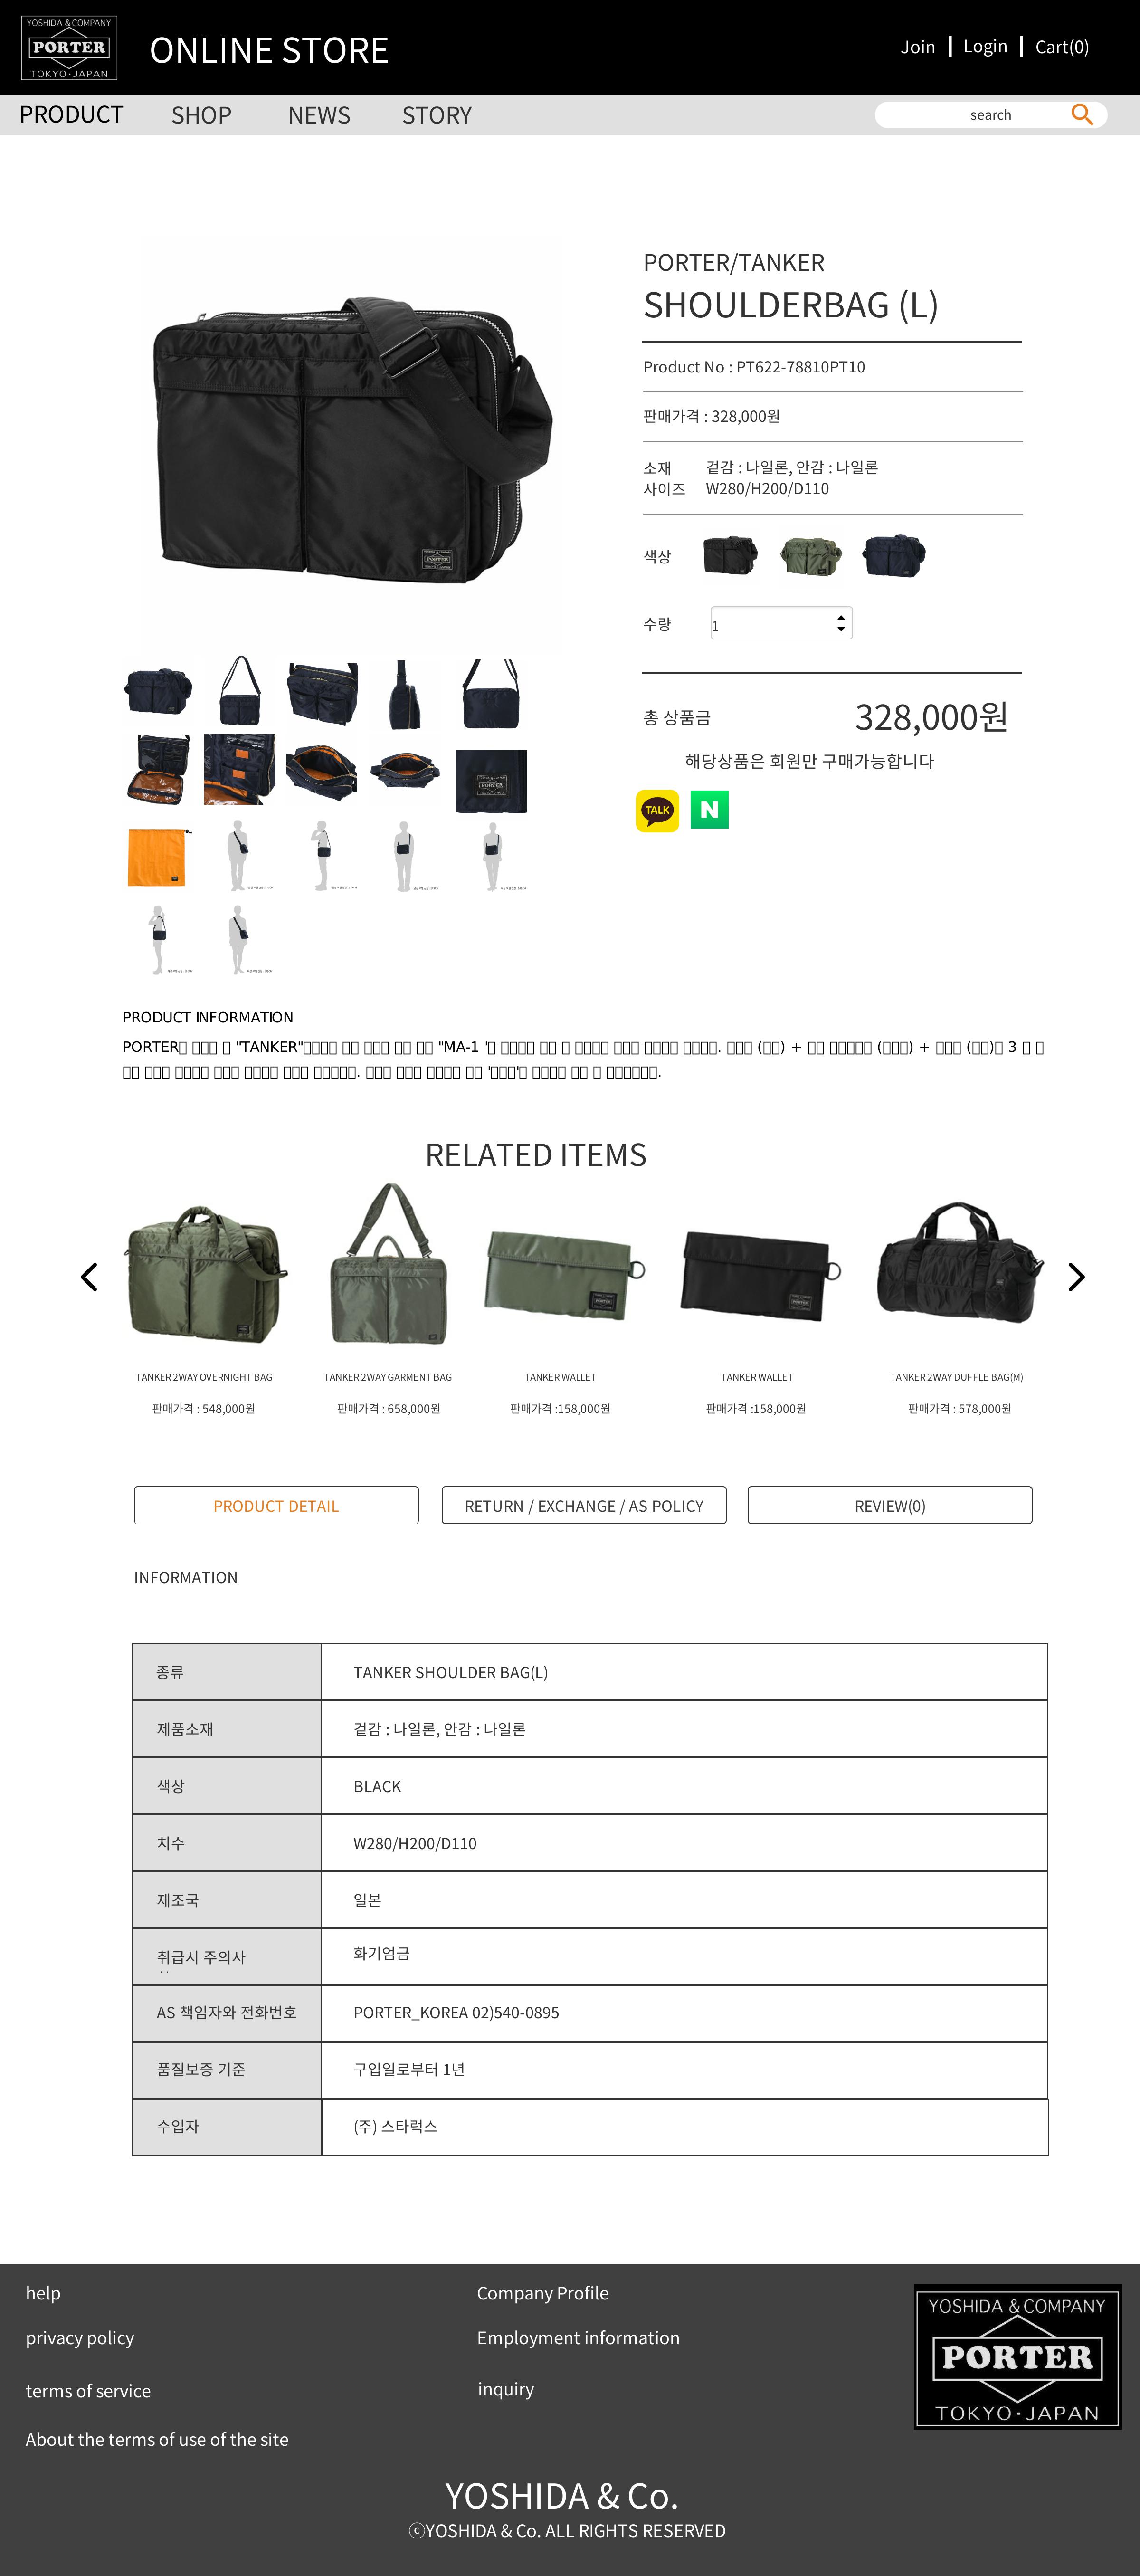 YOSHIDA & COMPANY
PORTER
TOKYO・JAPAN
ONLINE STORE
Join
Login
Cart(0)
PRODUCT
SHOP
NEWS
STORY
search
PORTER/TANKER
SHOULDERBAG (L)
Product No : PT622-78810PT10
판매가격 : 328,000원
소재 겉감 : 나일론, 안감 : 나일론
사이즈 W280/H200/D110
색상
수량 1
총 상품금 328,000원
해당상품은 회원만 구매가능합니다
TALK
N
PRODUCT INFORMATION
PORTER "TANKER" "MA-1 ' . ( ) + ( ) + ( ) 3
. ' ' .
RELATED ITEMS
TANKER 2WAY OVERNIGHT BAG
TANKER 2WAY GARMENT BAG
TANKER WALLET
TANKER WALLET
TANKER 2WAY DUFFLE BAG(M)
판매가격 : 548,000원
판매가격 : 658,000원
판매가격 :158,000원
판매가격 :158,000원
판매가격 : 578,000원
PRODUCT DETAIL
RETURN / EXCHANGE / AS POLICY
REVIEW(0)
INFORMATION
종류 TANKER SHOULDER BAG(L)
제품소재 겉감 : 나일론, 안감 : 나일론
색상 BLACK
치수 W280/H200/D110
제조국 일본
취급시 주의사 화기엄금
AS 책임자와 전화번호 PORTER_KOREA 02)540-0895
품질보증 기준 구입일로부터 1년
수입자 (주) 스타럭스
help
privacy policy
terms of service
About the terms of use of the site
Company Profile
Employment information
inquiry
YOSHIDA & COMPANY
PORTER
TOKYO・JAPAN
YOSHIDA & Co.
ⓒYOSHIDA & Co. ALL RIGHTS RESERVED